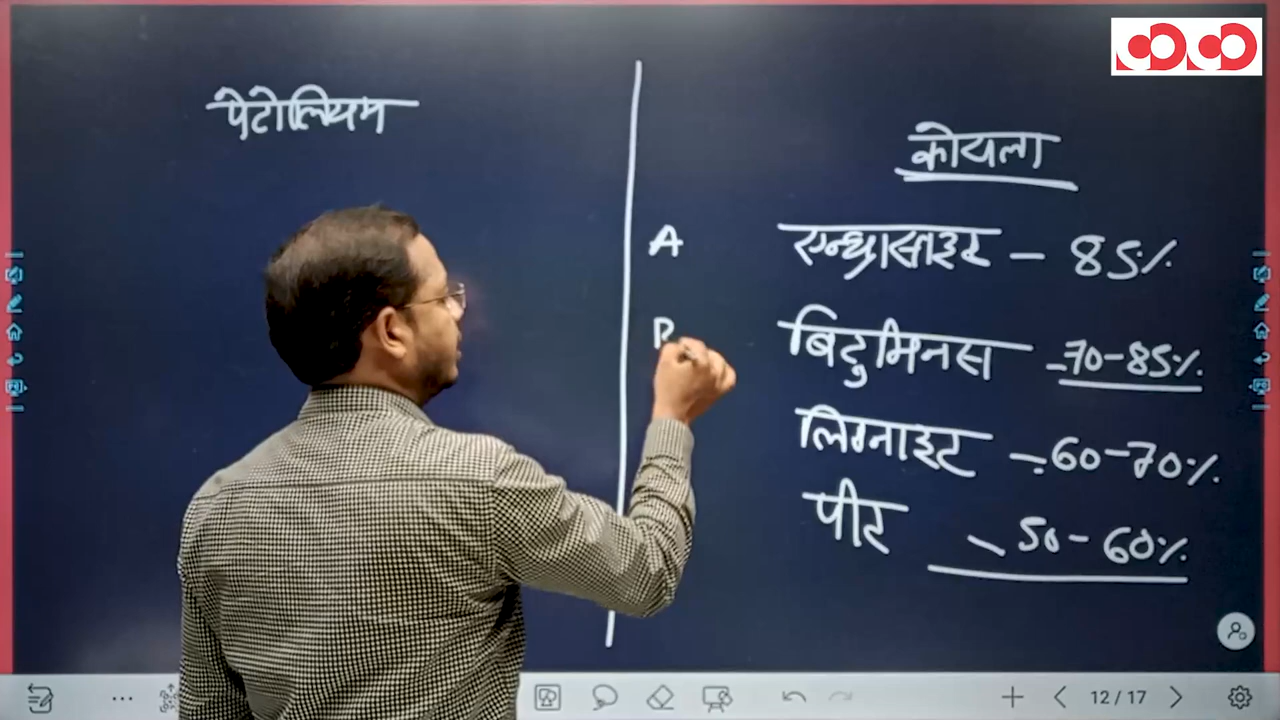 पेटोलियम
कोयला
A एन्थ्रासाइट – 85%
B बिटुमिनस – 70-85%
लिग्नाइट – 60-70%
पीट – 50-60%
12 / 17